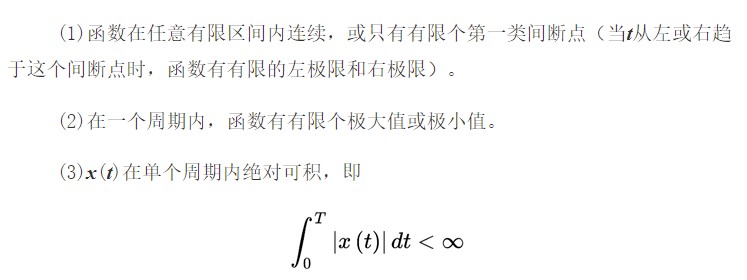 (1)函数在任意有限区间内连续，或只有有限个第一类间断点（当t从左或右趋
于这个间断点时，函数有有限的左极限和右极限）。
(2)在一个周期内，函数有有限个极大值或极小值。
(3)x(t)在单个周期内绝对可积，即
∫₀ᵀ |x (t)| dt < ∞